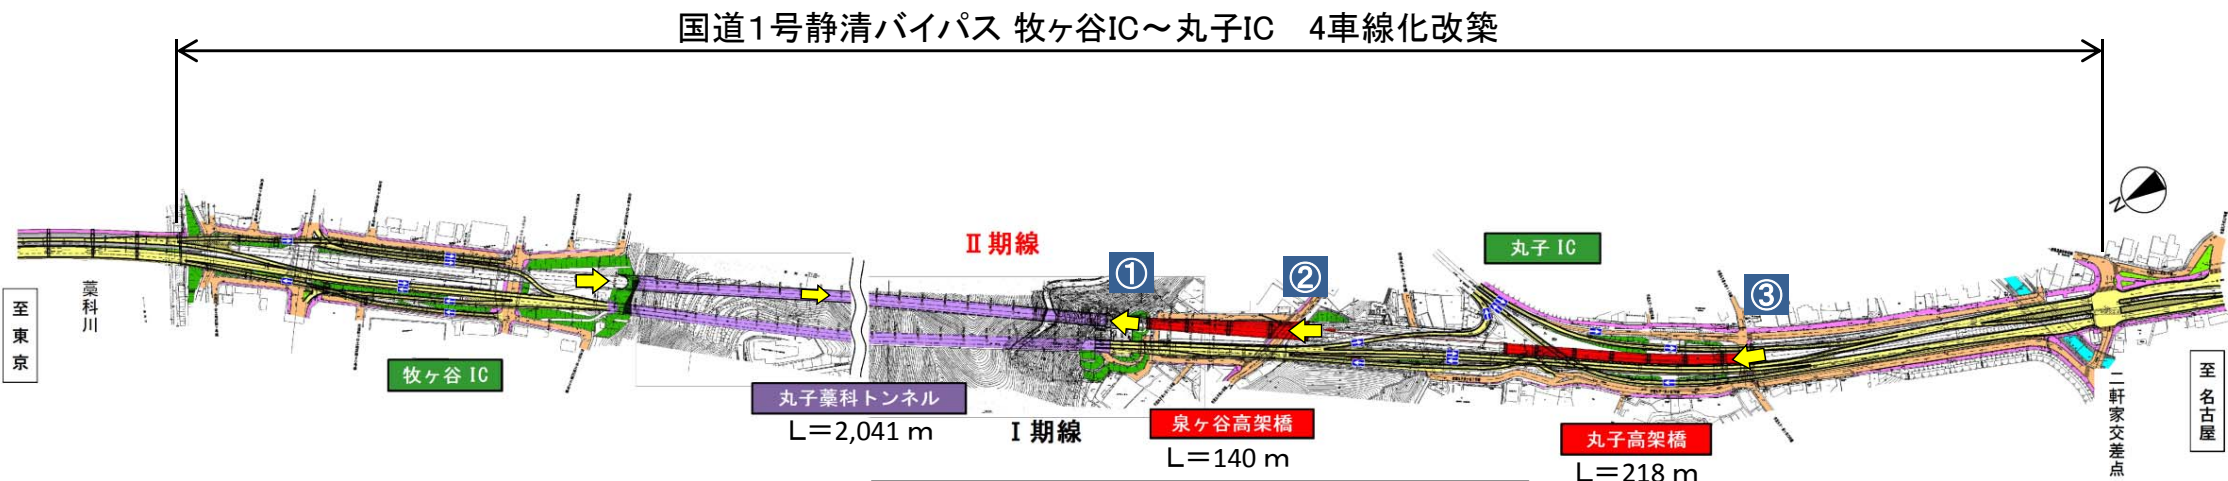 国道1号静清バイパス 牧ヶ谷IC～丸子IC　4車線化改築
N
Ⅱ期線
丸子 IC
①
②
③
藁科川
至東京
牧ヶ谷 IC
丸子藁科トンネル
L＝2,041 m
Ⅰ期線
泉ヶ谷高架橋
L＝140 m
丸子高架橋
L＝218 m
二軒家交差点
至名古屋